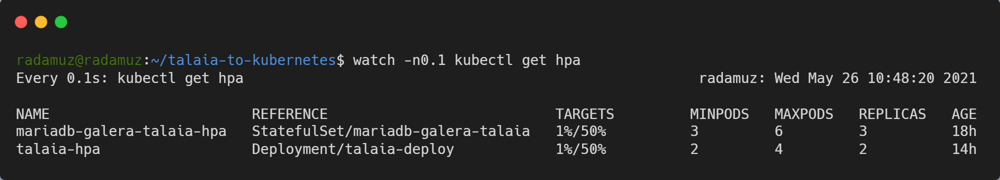 radamuz@radamuz:~/talaia-to-kubernetes$ watch -n0.1 kubectl get hpa
Every 0.1s: kubectl get hpa                                                      radamuz: Wed May 26 10:48:20 2021
NAME                        REFERENCE                           TARGETS         MINPODS   MAXPODS   REPLICAS   AGE
mariadb-galera-talaia-hpa   StatefulSet/mariadb-galera-talaia   1%/50%          3         6         3          18h
talaia-hpa                  Deployment/talaia-deploy            1%/50%          2         4         2          14h